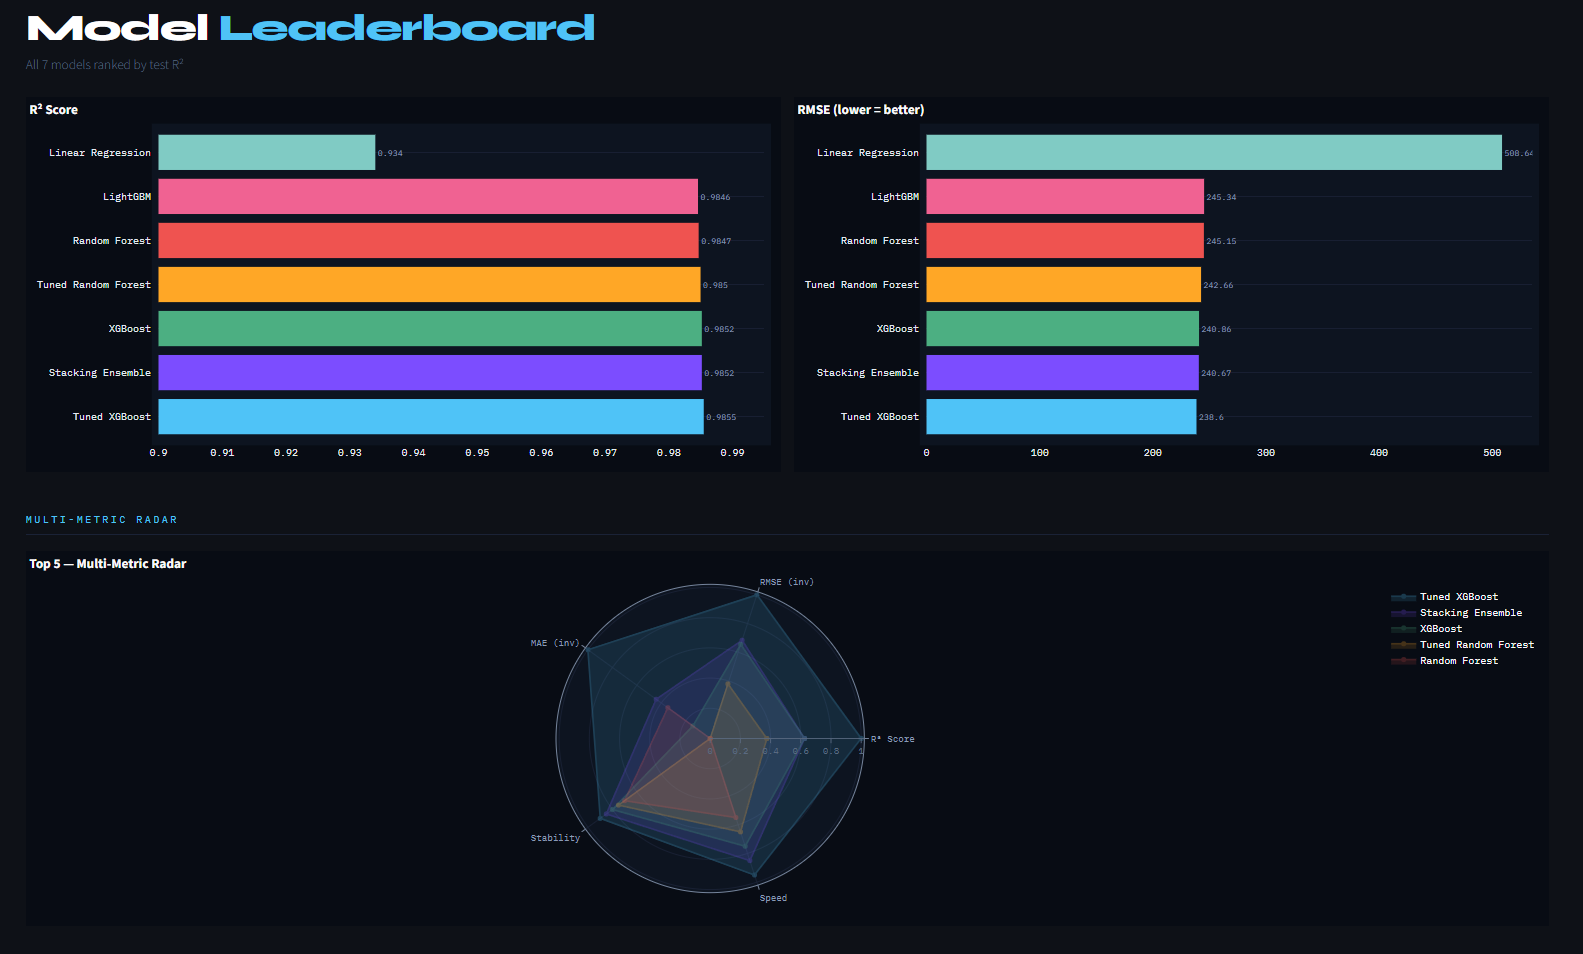 Model Leaderboard
All 7 models ranked by test R²
R² Score
Linear Regression 0.934
LightGBM 0.9846
Random Forest 0.9847
Tuned Random Forest 0.985
XGBoost 0.9852
Stacking Ensemble 0.9852
Tuned XGBoost 0.9855
0.9 0.91 0.92 0.93 0.94 0.95 0.96 0.97 0.98 0.99
RMSE (lower = better)
Linear Regression 508.64
LightGBM 245.34
Random Forest 245.15
Tuned Random Forest 242.66
XGBoost 240.86
Stacking Ensemble 240.67
Tuned XGBoost 238.6
0 100 200 300 400 500
MULTI-METRIC RADAR
Top 5 — Multi-Metric Radar
RMSE (inv)
MAE (inv)
R² Score
0 0.2 0.4 0.6 0.8 1
Stability
Speed
Tuned XGBoost
Stacking Ensemble
XGBoost
Tuned Random Forest
Random Forest